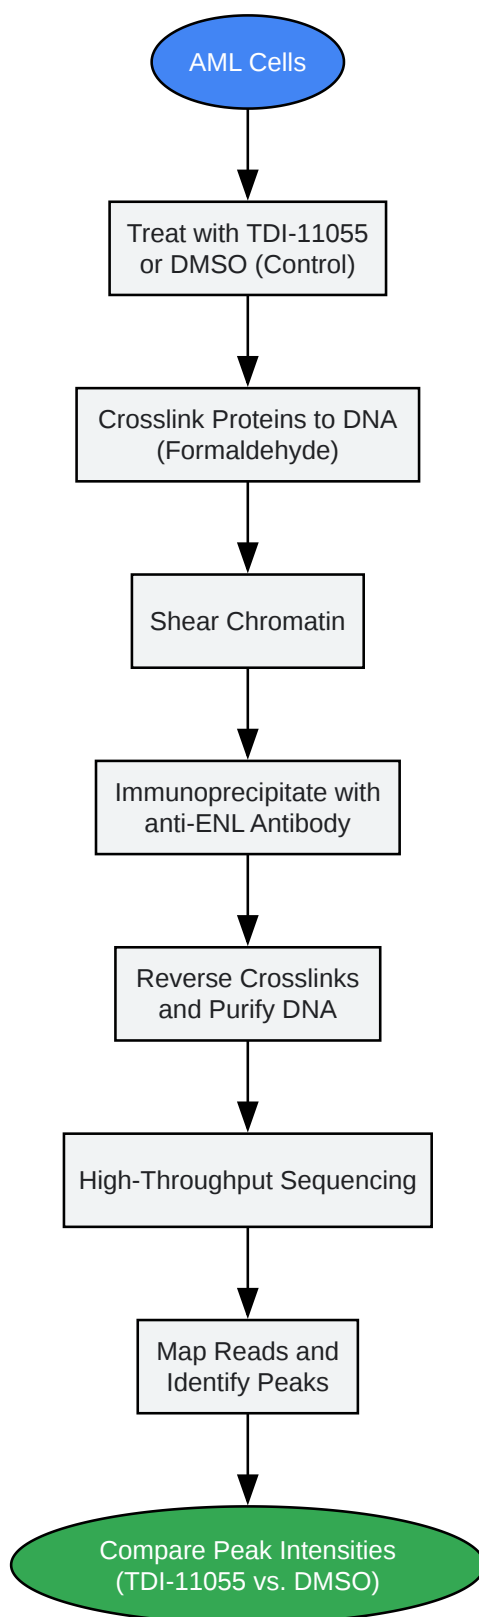 AML Cells
Treat with TDI-11055
or DMSO (Control)
Crosslink Proteins to DNA
(Formaldehyde)
Shear Chromatin
Immunoprecipitate with
anti-ENL Antibody
Reverse Crosslinks
and Purify DNA
High-Throughput Sequencing
Map Reads and
Identify Peaks
Compare Peak Intensities
(TDI-11055 vs. DMSO)